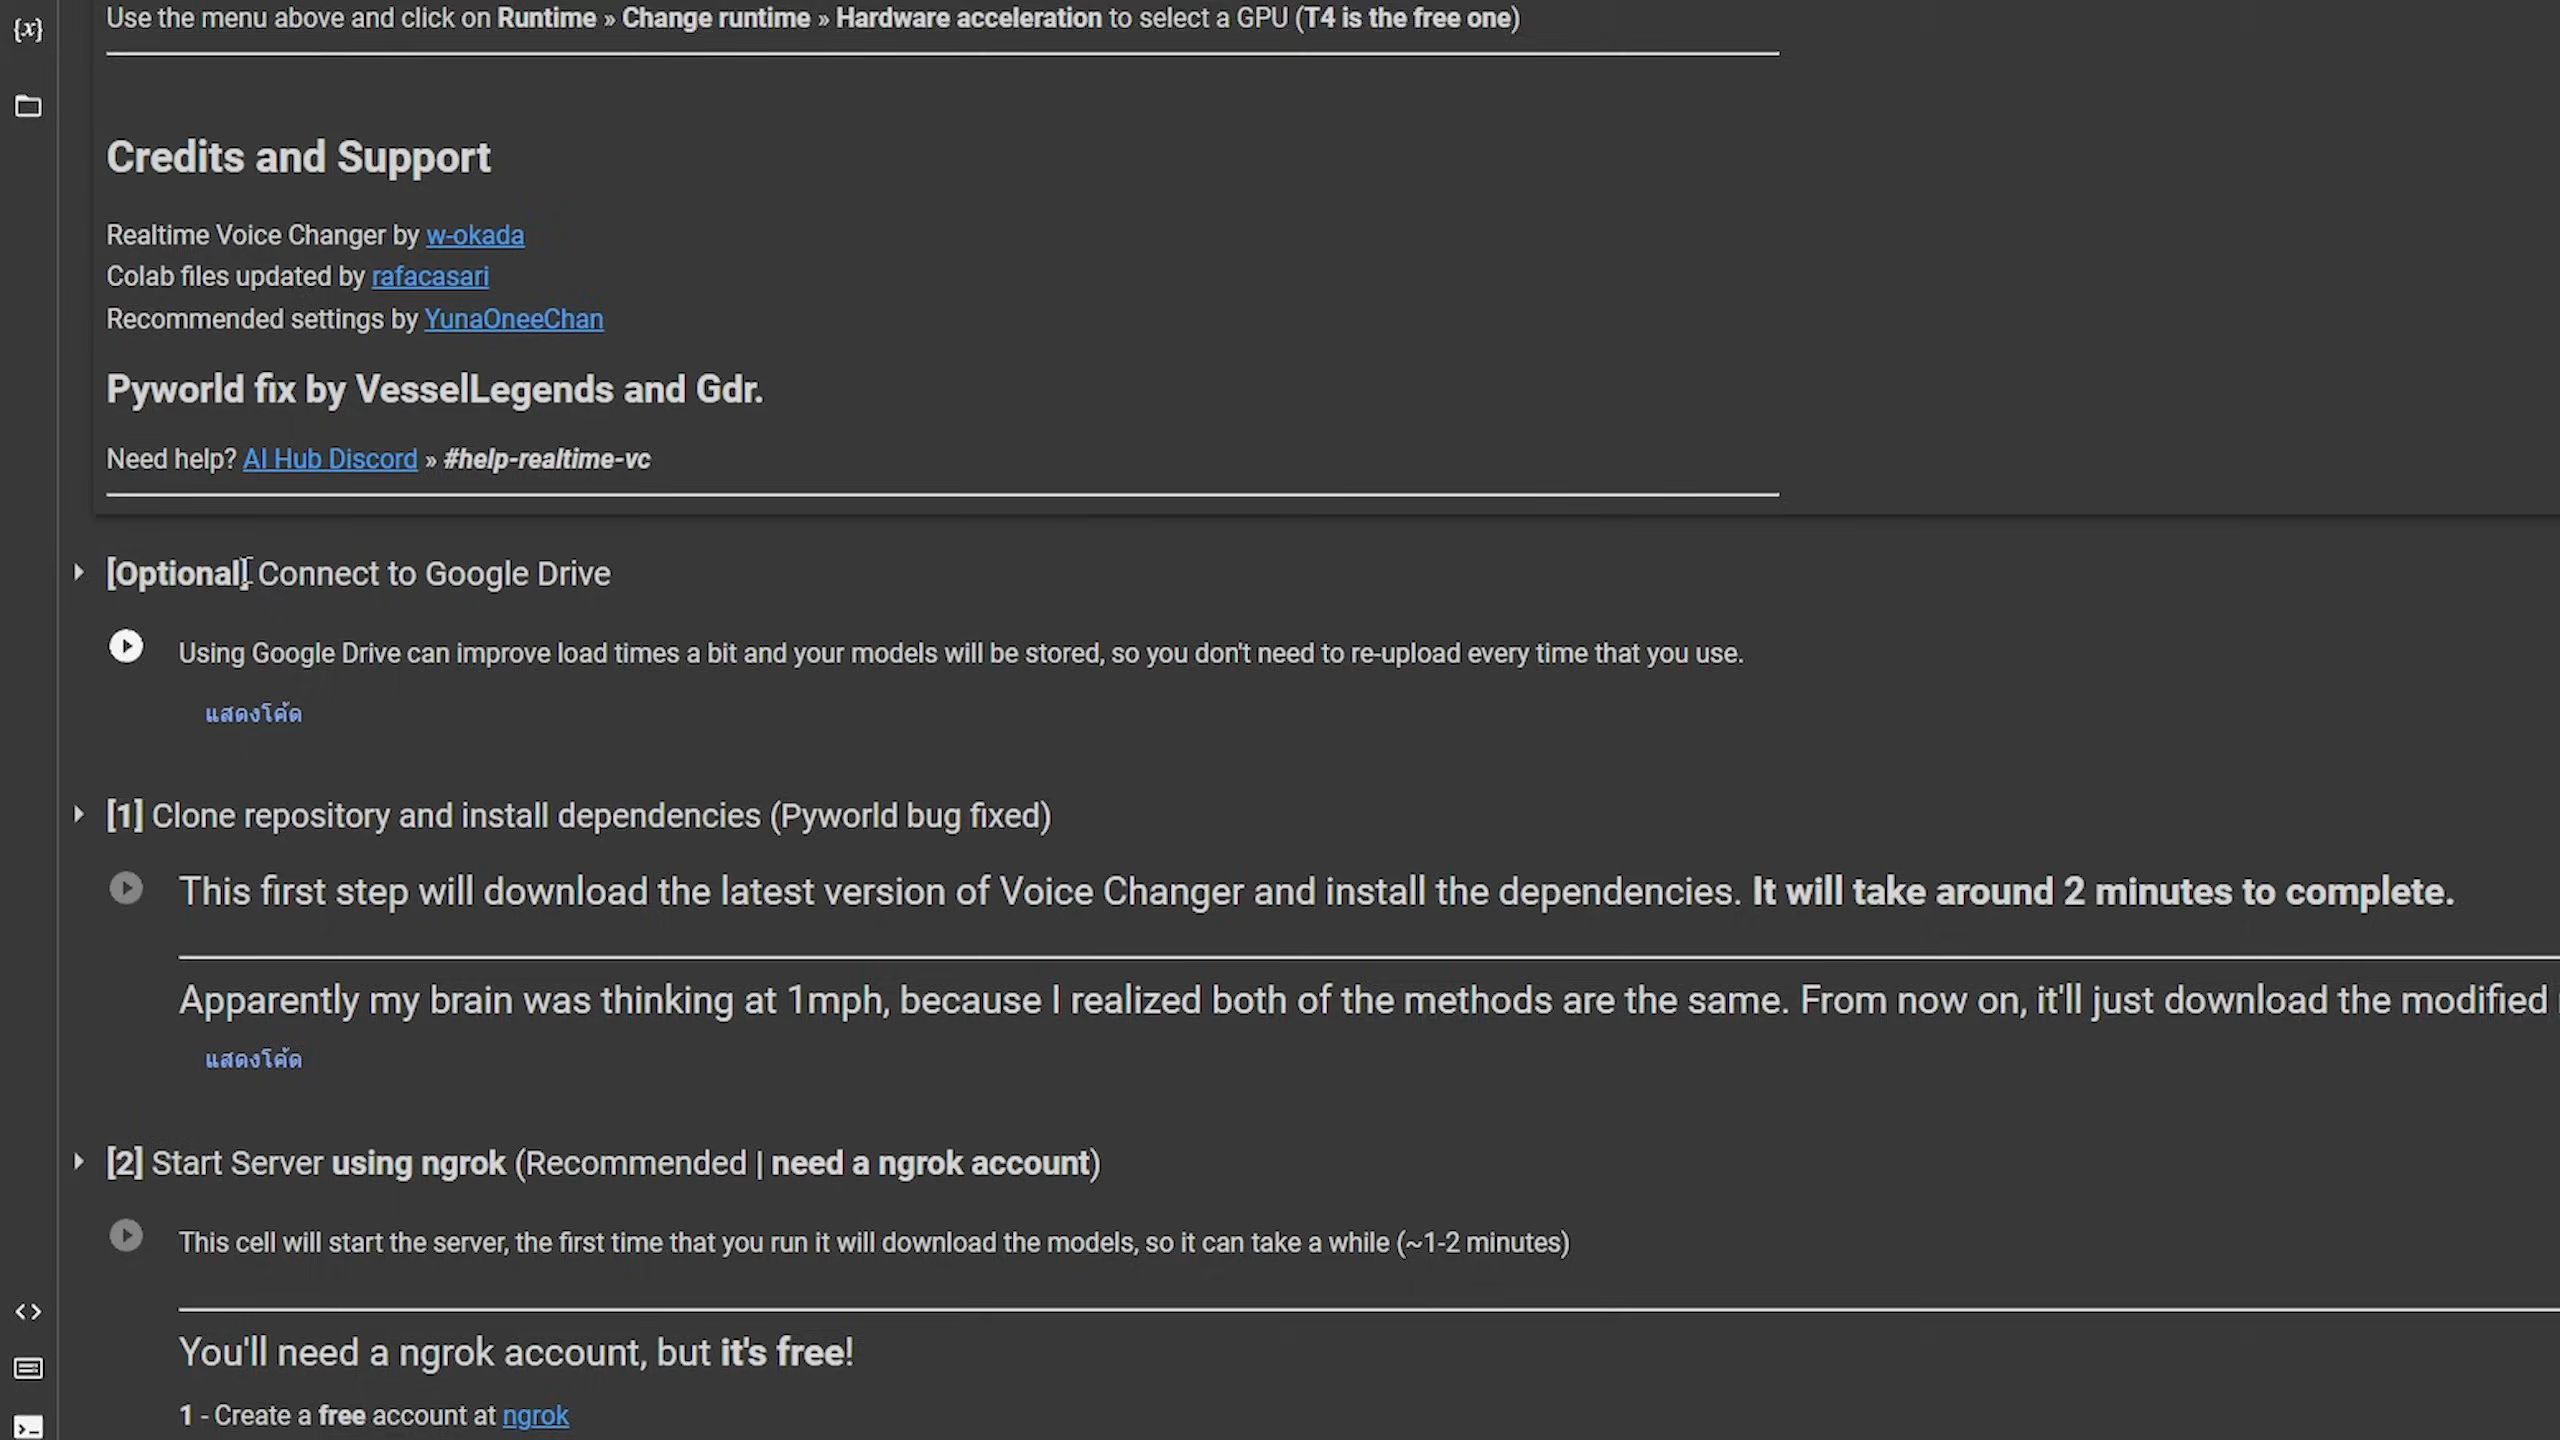 {x}
Use the menu above and click on Runtime » Change runtime » Hardware acceleration to select a GPU (T4 is the free one)
Credits and Support
Realtime Voice Changer by w-okada
Colab files updated by rafacasari
Recommended settings by YunaOneeChan
Pyworld fix by VesselLegends and Gdr.
Need help? AI Hub Discord » #help-realtime-vc
[Optional] Connect to Google Drive
Using Google Drive can improve load times a bit and your models will be stored, so you don't need to re-upload every time that you use.
แสดงโค้ด
[1] Clone repository and install dependencies (Pyworld bug fixed)
This first step will download the latest version of Voice Changer and install the dependencies. It will take around 2 minutes to complete.
Apparently my brain was thinking at 1mph, because I realized both of the methods are the same. From now on, it'll just download the modified
แสดงโค้ด
[2] Start Server using ngrok (Recommended | need a ngrok account)
This cell will start the server, the first time that you run it will download the models, so it can take a while (~1-2 minutes)
You'll need a ngrok account, but it's free!
1 - Create a free account at ngrok